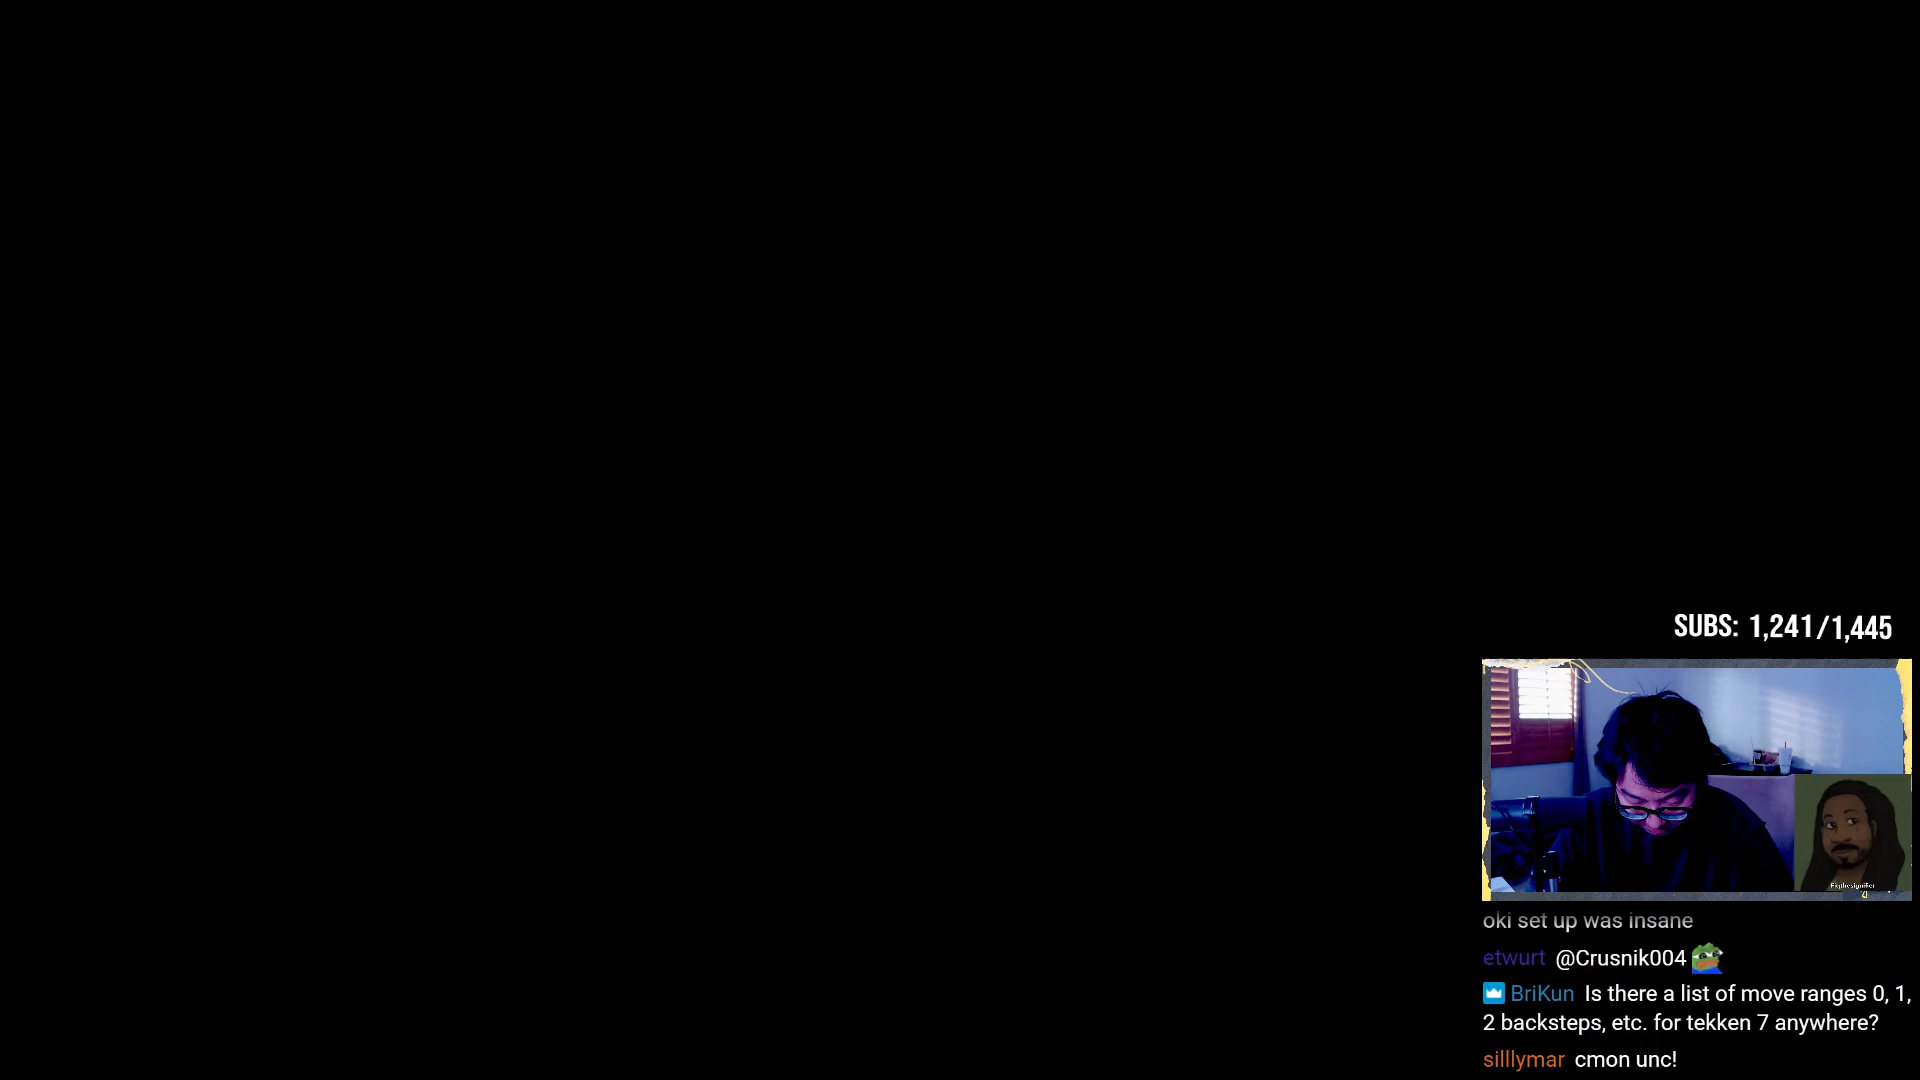 SUBS: 1,241/1,445
oki set up was insane
etwurt @Crusnik004
BriKun Is there a list of move ranges 0, 1,
2 backsteps, etc. for tekken 7 anywhere?
silllymar cmon unc!